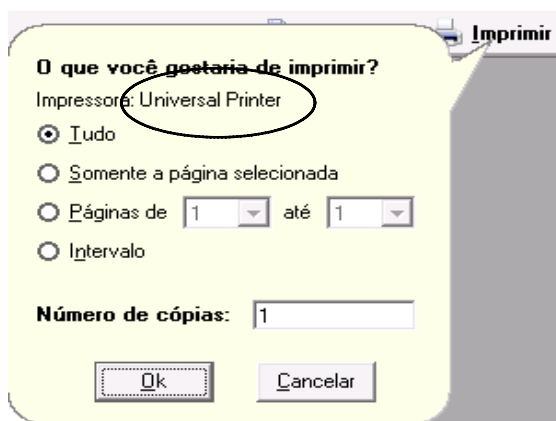 Imprimir
O que você gostaria de imprimir?
Impressora: Universal Printer
Tudo
Somente a página selecionada
Páginas de 1 até 1
Intervalo
Número de cópias: 1
Ok Cancelar